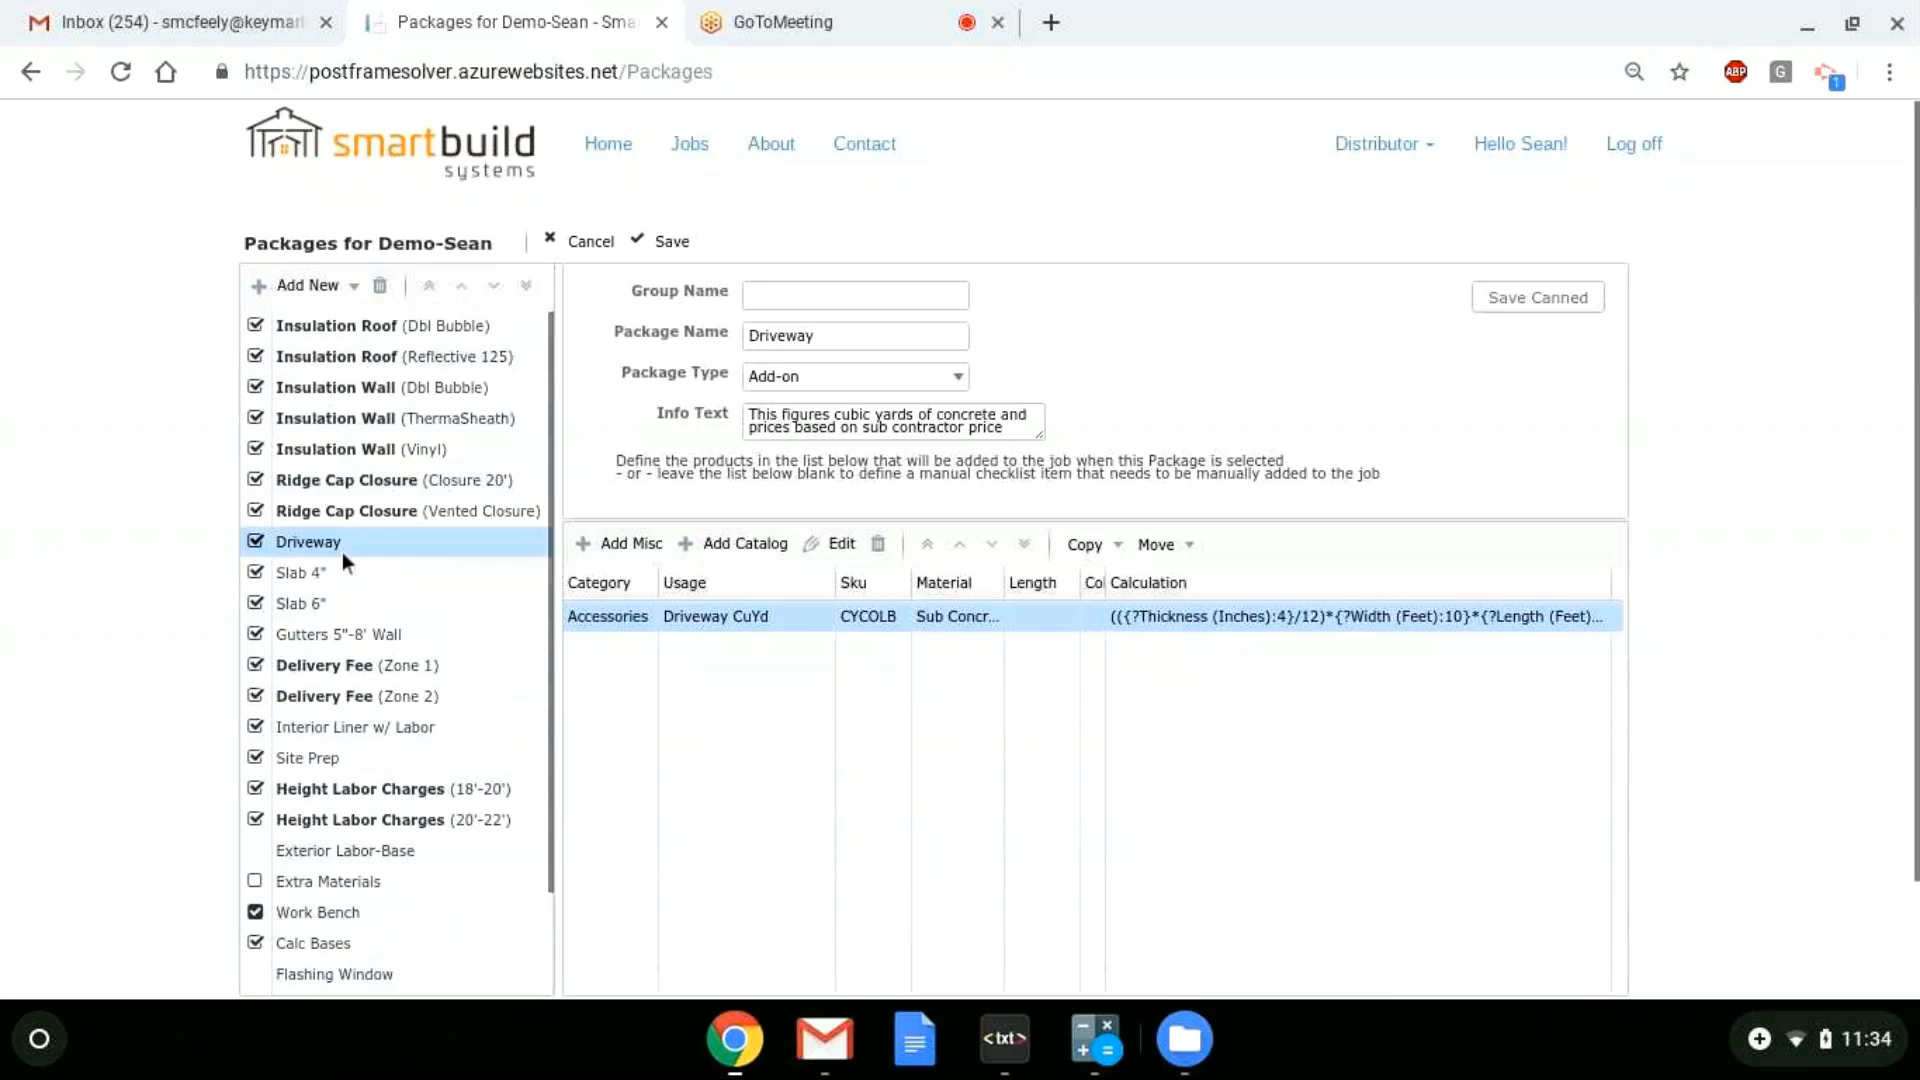 Inbox (254) - smcfeely@keymar
Packages for Demo-Sean - Sma
GoToMeeting
https://postframesolver.azurewebsites.net/Packages
ABP
G
1
smartbuild
systems
Home
Jobs
About
Contact
Distributor
Hello Sean!
Log off
Packages for Demo-Sean
Cancel
Save
Add New
Insulation Roof (Dbl Bubble)
Insulation Roof (Reflective 125)
Insulation Wall (Dbl Bubble)
Insulation Wall (ThermaSheath)
Insulation Wall (Vinyl)
Ridge Cap Closure (Closure 20')
Ridge Cap Closure (Vented Closure)
Driveway
Slab 4"
Slab 6"
Gutters 5"-8' Wall
Delivery Fee (Zone 1)
Delivery Fee (Zone 2)
Interior Liner w/ Labor
Site Prep
Height Labor Charges (18'-20')
Height Labor Charges (20'-22')
Exterior Labor-Base
Extra Materials
Work Bench
Calc Bases
Flashing Window
Group Name
Save Canned
Package Name Driveway
Package Type Add-on
Info Text This figures cubic yards of concrete and
prices based on sub contractor price
Define the products in the list below that will be added to the job when this Package is selected
- or - leave the list below blank to define a manual checklist item that needs to be manually added to the job
Add Misc Add Catalog Edit Copy Move
Category Usage Sku Material Length Co Calculation
Accessories Driveway CuYd CYCOLB Sub Concr... (({?Thickness (Inches):4}/12)*{?Width (Feet):10}*{?Length (Feet)...
<txt>
11:34